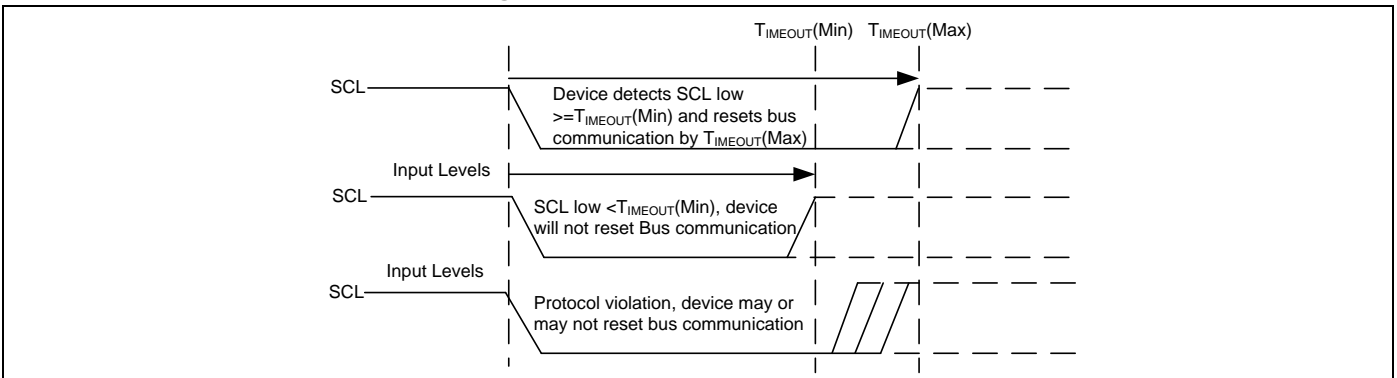 TIMEOUT(Min) TIMEOUT(Max)
SCL
Device detects SCL low
>=TIMEOUT(Min) and resets bus
communication by TIMEOUT(Max)
Input Levels
SCL
SCL low <TIMEOUT(Min), device
will not reset Bus communication
Input Levels
SCL
Protocol violation, device may or
may not reset bus communication